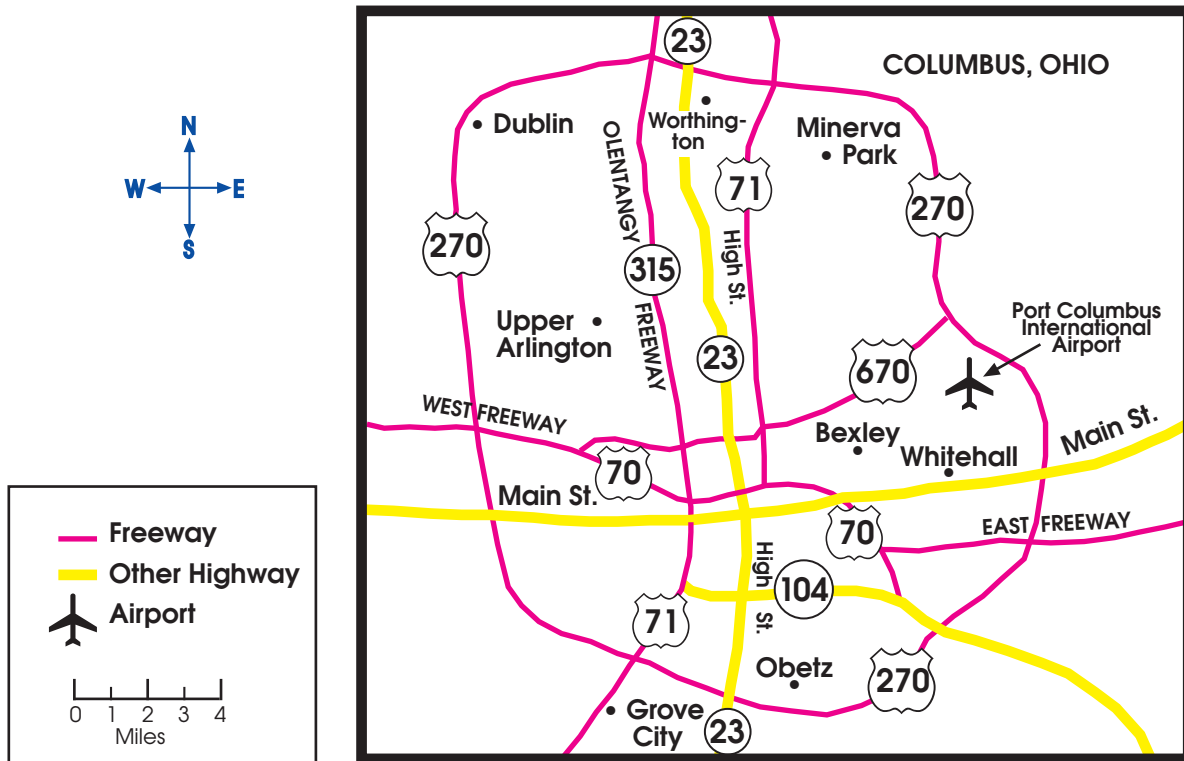 23
COLUMBUS, OHIO
Dublin
Worthing-
ton
Minerva
Park
N
W
E
S
OLENTANGY
71
270
270
High St.
315
FREEWAY
Port Columbus
International
Airport
Upper
Arlington
23
670
WEST FREEWAY
Bexley
Main St.
Whitehall
70
Main St.
70
EAST FREEWAY
High
St.
104
71
Obetz
270
Grove
City
23
Freeway
Other Highway
Airport
0 1 2 3 4
Miles